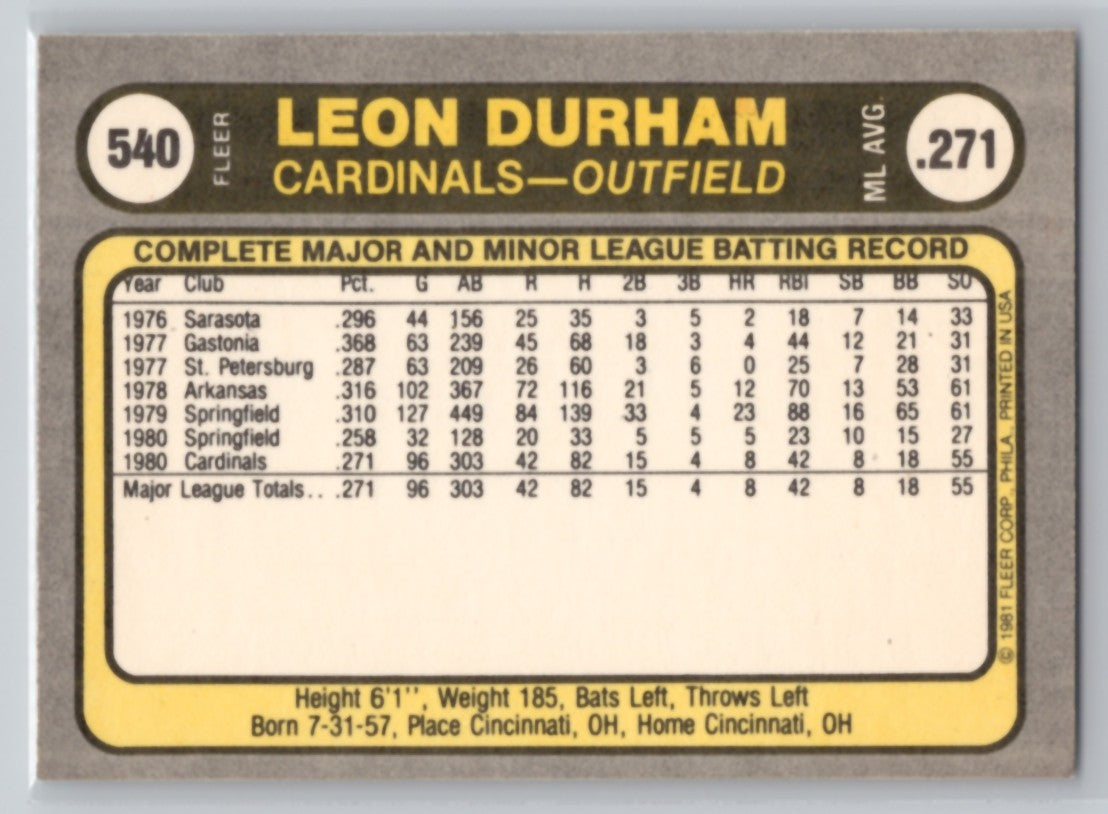 540 FLEER LEON DURHAM ML AVG. .271
CARDINALS—OUTFIELD
COMPLETE MAJOR AND MINOR LEAGUE BATTING RECORD
Year Club Pct. G AB R H 2B 3B HR RBI SB BB SO
1976 Sarasota .296 44 156 25 35 3 5 2 18 7 14 33
1977 Gastonia .368 63 239 45 68 18 3 4 44 12 21 31
1977 St. Petersburg .287 63 209 26 60 3 6 0 25 7 28 31
1978 Arkansas .316 102 367 72 116 21 5 12 70 13 53 61
1979 Springfield .310 127 449 84 139 33 4 23 88 16 65 61
1980 Springfield .258 32 128 20 33 5 5 5 23 10 15 27
1980 Cardinals .271 96 303 42 82 15 4 8 42 8 18 55
Major League Totals.. .271 96 303 42 82 15 4 8 42 8 18 55
© 1981 FLEER CORP., PHILA., PRINTED IN USA
Height 6'1'', Weight 185, Bats Left, Throws Left
Born 7-31-57, Place Cincinnati, OH, Home Cincinnati, OH